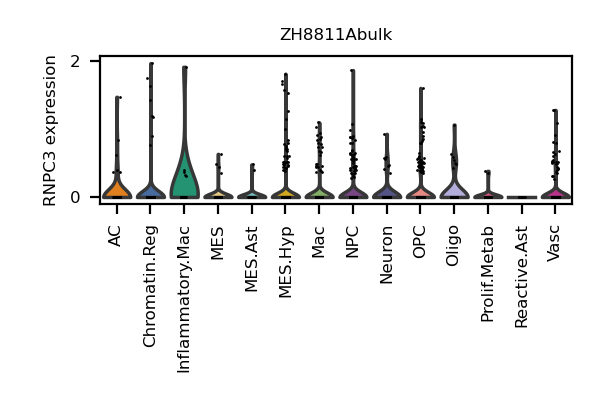 ZH8811Abulk
RNPC3 expression
2
0
AC
Chromatin.Reg
Inflammatory.Mac
MES
MES.Ast
MES.Hyp
Mac
NPC
Neuron
OPC
Oligo
Prolif.Metab
Reactive.Ast
Vasc